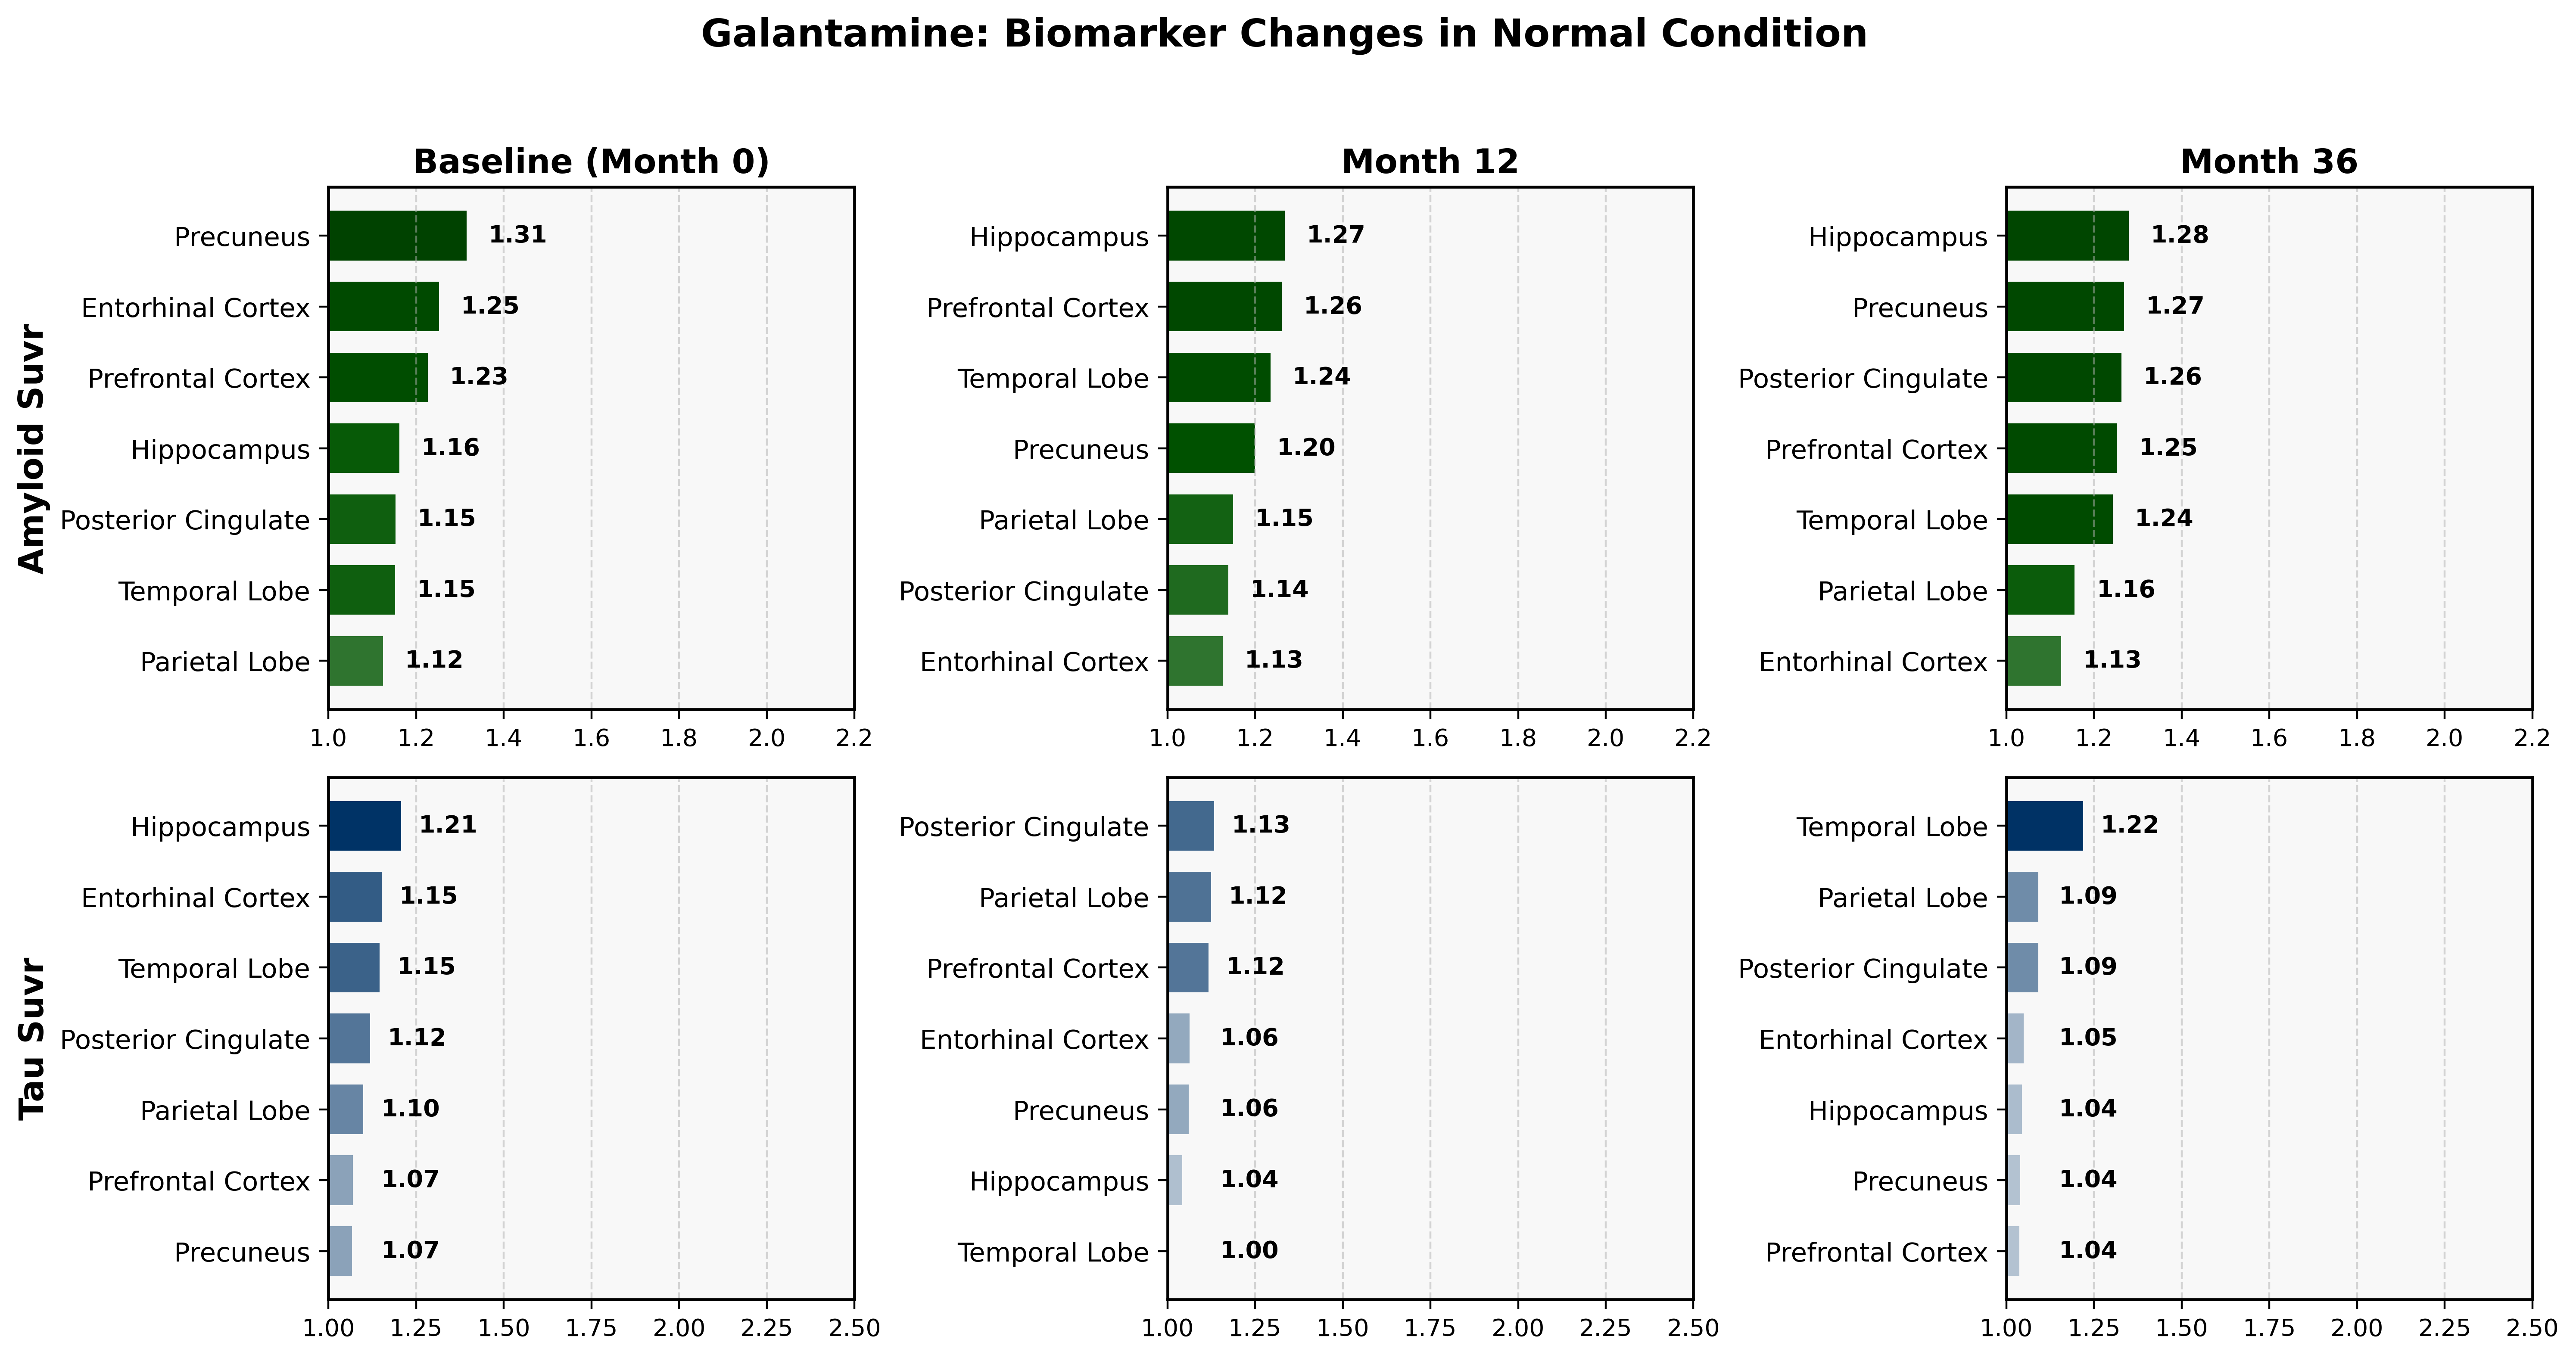 Galantamine: Biomarker Changes in Normal Condition
Amyloid Suvr
Baseline (Month 0)
Precuneus 1.31
Entorhinal Cortex 1.25
Prefrontal Cortex 1.23
Hippocampus 1.16
Posterior Cingulate 1.15
Temporal Lobe 1.15
Parietal Lobe 1.12
1.0 1.2 1.4 1.6 1.8 2.0 2.2
Month 12
Hippocampus 1.27
Prefrontal Cortex 1.26
Temporal Lobe 1.24
Precuneus 1.20
Parietal Lobe 1.15
Posterior Cingulate 1.14
Entorhinal Cortex 1.13
1.0 1.2 1.4 1.6 1.8 2.0 2.2
Month 36
Hippocampus 1.28
Precuneus 1.27
Posterior Cingulate 1.26
Prefrontal Cortex 1.25
Temporal Lobe 1.24
Parietal Lobe 1.16
Entorhinal Cortex 1.13
1.0 1.2 1.4 1.6 1.8 2.0 2.2
Tau Suvr
Hippocampus 1.21
Entorhinal Cortex 1.15
Temporal Lobe 1.15
Posterior Cingulate 1.12
Parietal Lobe 1.10
Prefrontal Cortex 1.07
Precuneus 1.07
1.00 1.25 1.50 1.75 2.00 2.25 2.50
Posterior Cingulate 1.13
Parietal Lobe 1.12
Prefrontal Cortex 1.12
Entorhinal Cortex 1.06
Precuneus 1.06
Hippocampus 1.04
Temporal Lobe 1.00
1.00 1.25 1.50 1.75 2.00 2.25 2.50
Temporal Lobe 1.22
Parietal Lobe 1.09
Posterior Cingulate 1.09
Entorhinal Cortex 1.05
Hippocampus 1.04
Precuneus 1.04
Prefrontal Cortex 1.04
1.00 1.25 1.50 1.75 2.00 2.25 2.50